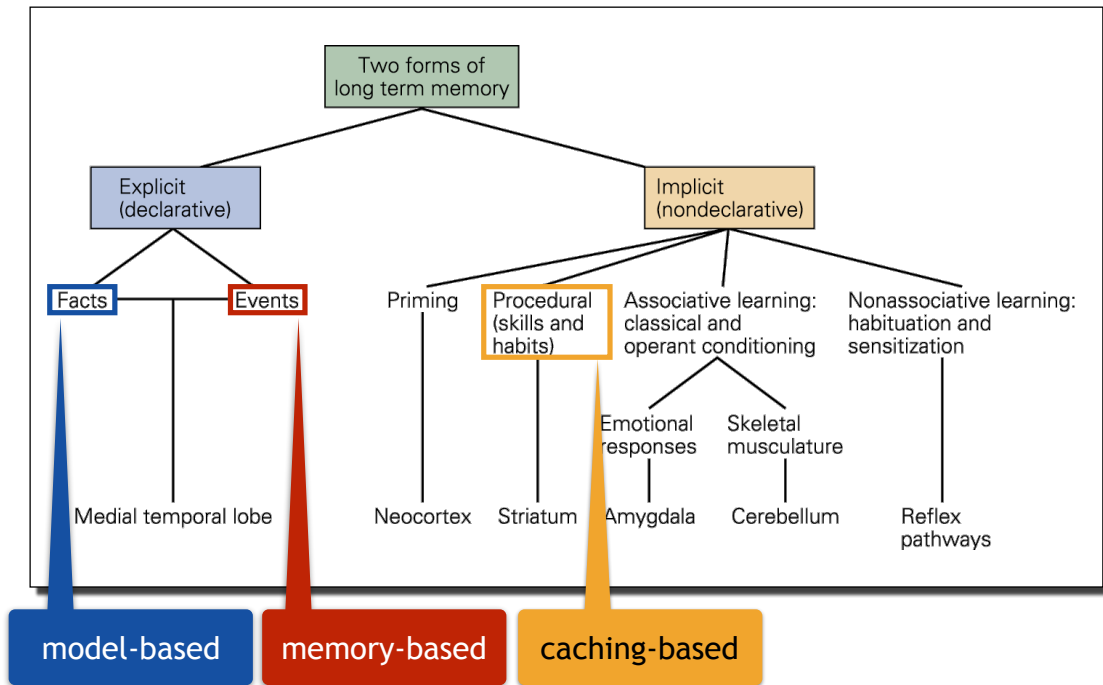 Two forms of
long term memory
Explicit
(declarative)
Implicit
(nondeclarative)
Facts
Events
Priming
Procedural
(skills and
habits)
Associative learning:
classical and
operant conditioning
Nonassociative learning:
habituation and
sensitization
Emotional
responses
Skeletal
musculature
Medial temporal lobe
Neocortex
Striatum
Amygdala
Cerebellum
Reflex
pathways
model-based
memory-based
caching-based